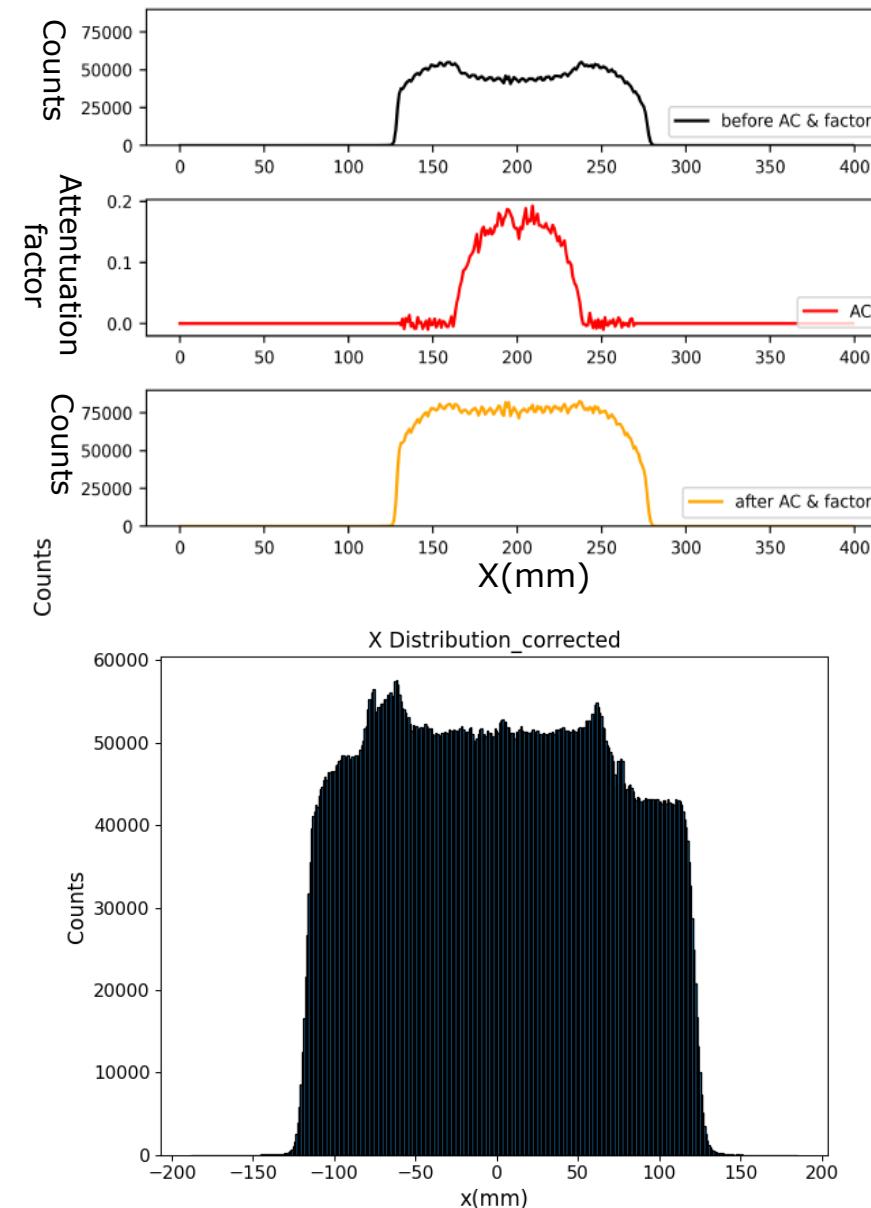 Counts
75000
50000
25000
0
before AC & factor
0 50 100 150 200 250 300 350 400
Attentuation
factor
0.2
0.1
0.0
AC
0 50 100 150 200 250 300 350 400
Counts
75000
50000
25000
0
after AC & factor
0 50 100 150 200 250 300 350 400
X(mm)
Counts
X Distribution_corrected
Counts
60000
50000
40000
30000
20000
10000
0
−200 −150 −100 −50 0 50 100 150 200
x(mm)